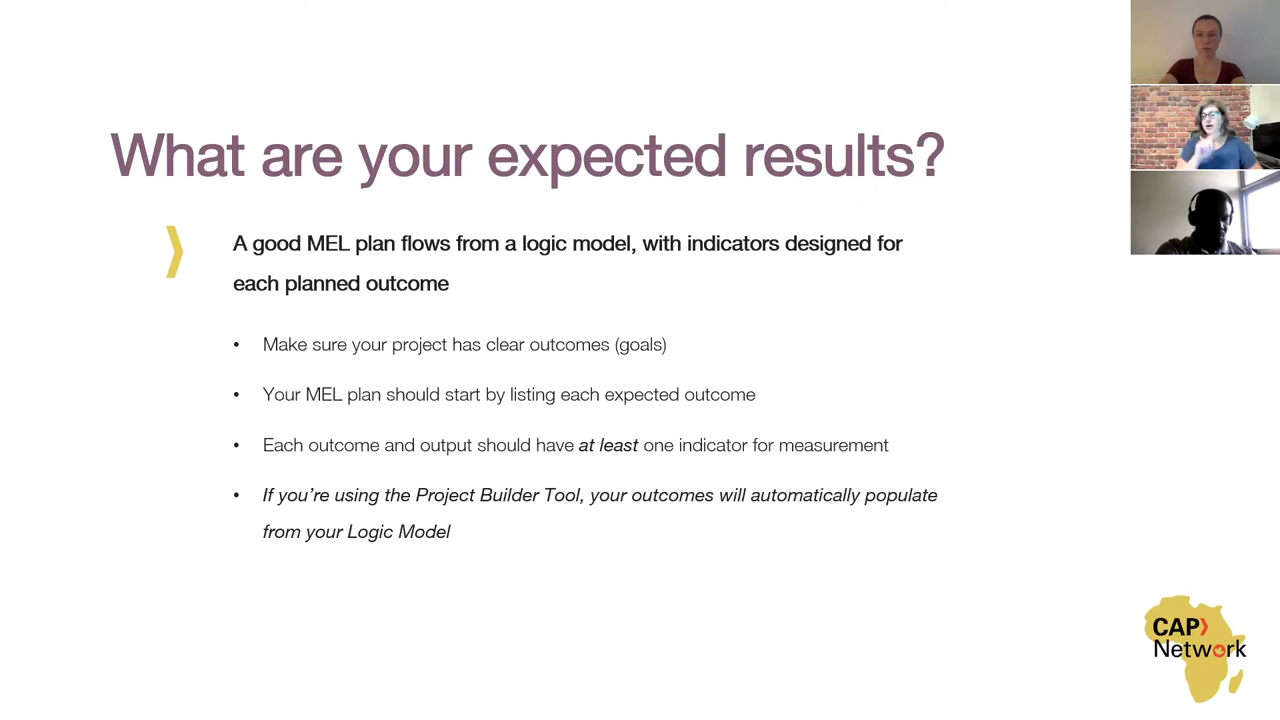 What are your expected results?
A good MEL plan flows from a logic model, with indicators designed for
each planned outcome
• Make sure your project has clear outcomes (goals)
• Your MEL plan should start by listing each expected outcome
• Each outcome and output should have at least one indicator for measurement
• If you’re using the Project Builder Tool, your outcomes will automatically populate
from your Logic Model
CAP
Network